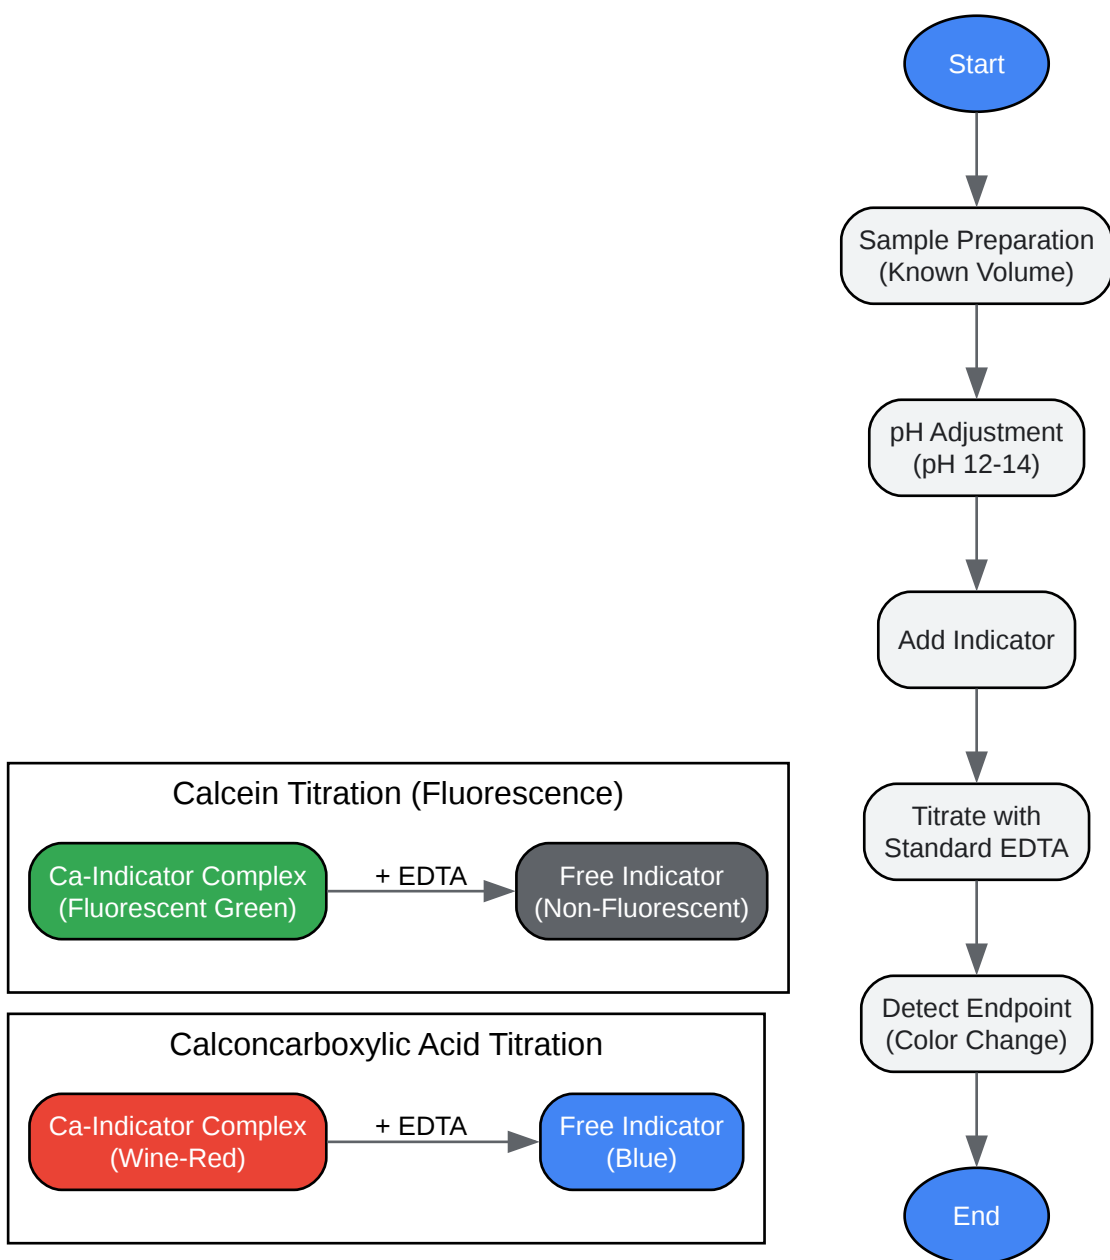 Start
Sample Preparation
(Known Volume)
pH Adjustment
(pH 12-14)
Add Indicator
Titrate with
Standard EDTA
Detect Endpoint
(Color Change)
End
Calcein Titration (Fluorescence)
Ca-Indicator Complex
(Fluorescent Green)
+ EDTA
Free Indicator
(Non-Fluorescent)
Calconcarboxylic Acid Titration
Ca-Indicator Complex
(Wine-Red)
+ EDTA
Free Indicator
(Blue)